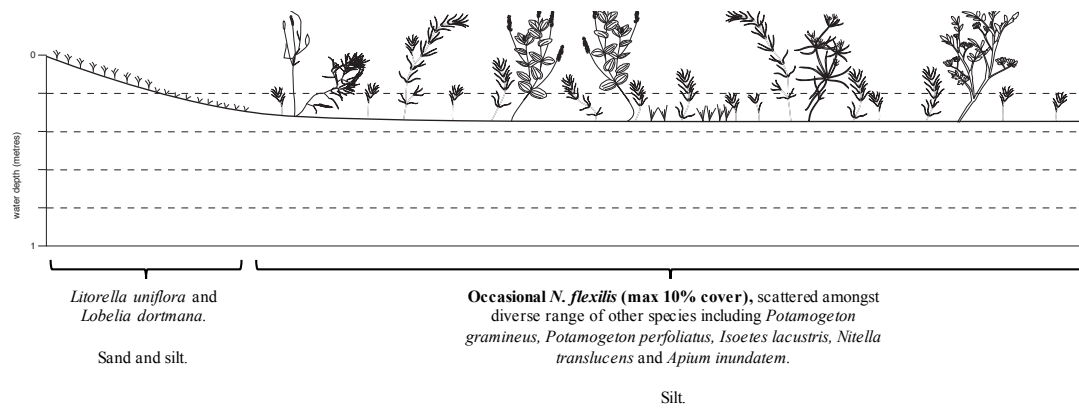 0
water depth (metres)
1
Litorella uniflora and
Lobelia dortmana.
Sand and silt.
Occasional N. flexilis (max 10% cover), scattered amongst
diverse range of other species including Potamogeton
gramineus, Potamogeton perfoliatus, Isoetes lacustris, Nitella
translucens and Apium inundatem.
Silt.